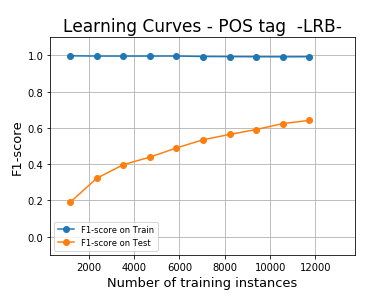 Learning Curves - POS tag  -LRB-
1.0
0.8
0.6
0.4
0.2
0.0
F1-score
F1-score on Train
F1-score on Test
2000 4000 6000 8000 10000 12000
Number of training instances